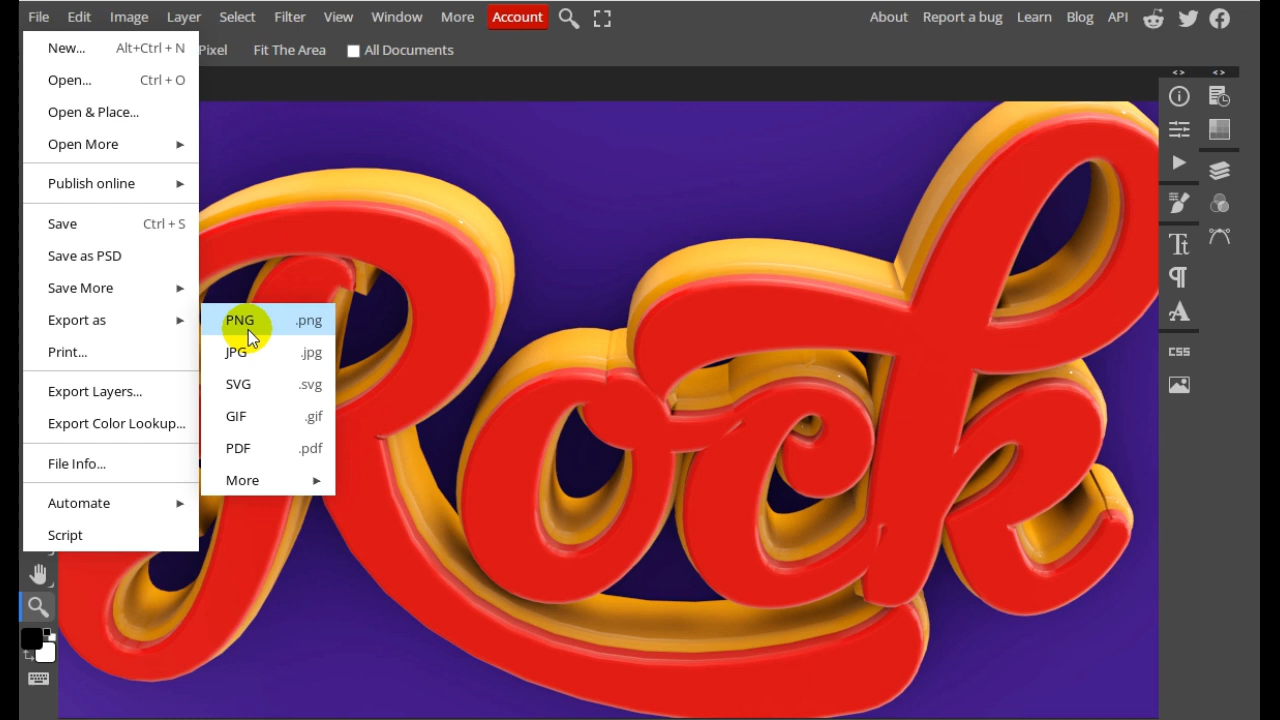 File Edit Image Layer Select Filter View Window More Account About Report a bug Learn Blog API
Pixel Fit The Area All Documents
New... Alt+Ctrl + N
Open... Ctrl + O
Open & Place...
Open More
Publish online
Save Ctrl + S
Save as PSD
Save More
Export as
Print...
Export Layers...
Export Color Lookup...
File Info...
Automate
Script
PNG .png
JPG .jpg
SVG .svg
GIF .gif
PDF .pdf
More
Rock
CSS